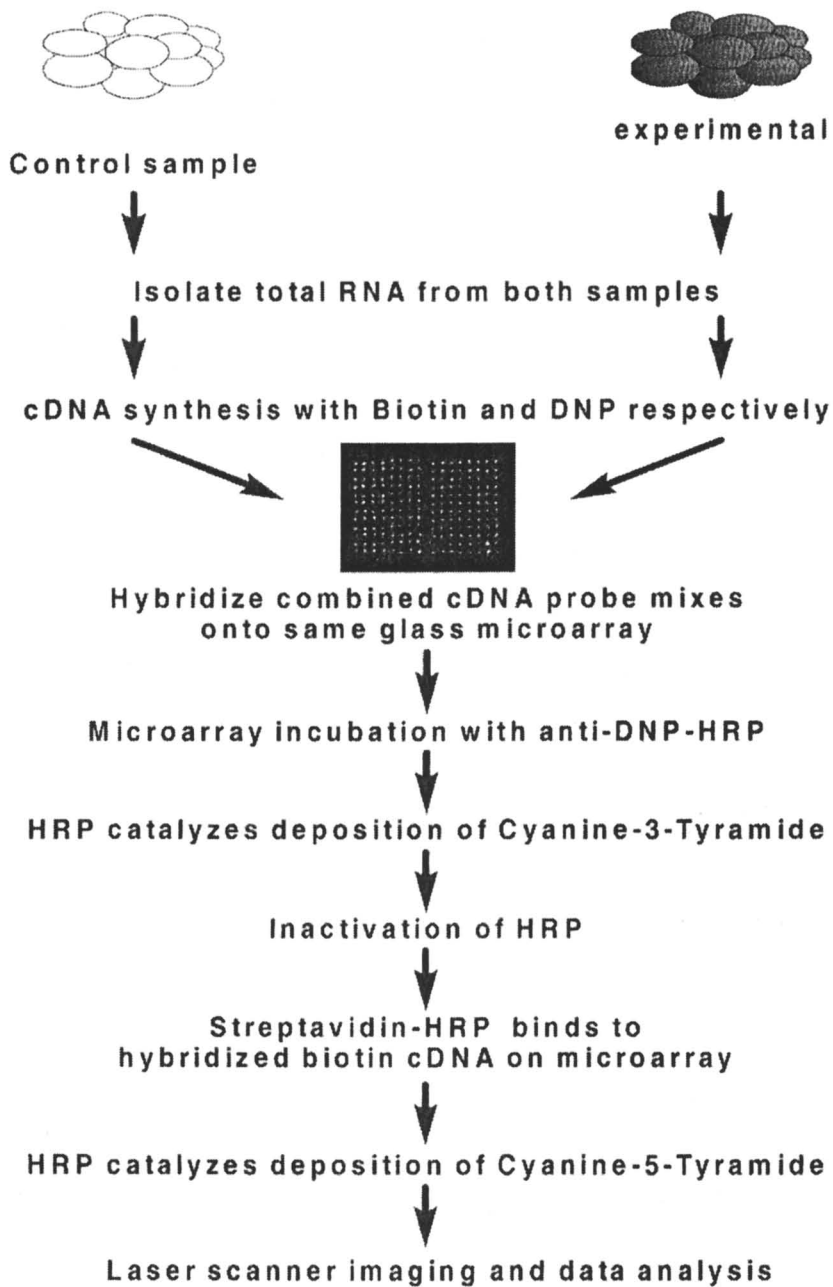 experimental
Control sample
Isolate total RNA from both samples
cDNA synthesis with Biotin and DNP respectively
Hybridize combined cDNA probe mixes
onto same glass microarray
Microarray incubation with anti-DNP-HRP
HRP catalyzes deposition of Cyanine-3-Tyramide
Inactivation of HRP
Streptavidin-HRP binds to
hybridized biotin cDNA on microarray
HRP catalyzes deposition of Cyanine-5-Tyramide
Laser scanner imaging and data analysis